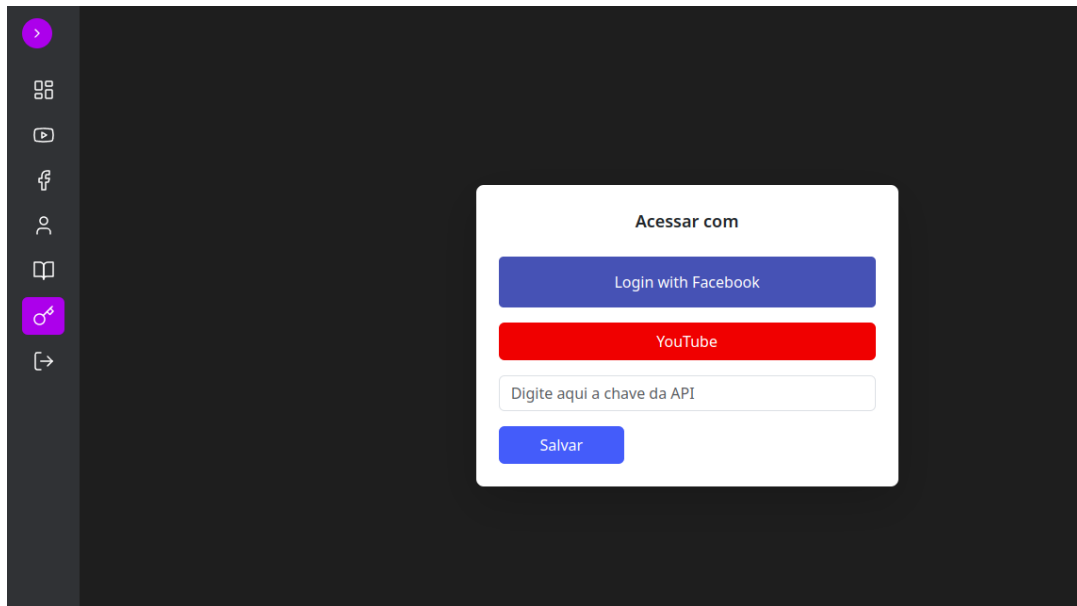 Acessar com
Login with Facebook
YouTube
Digite aqui a chave da API
Salvar